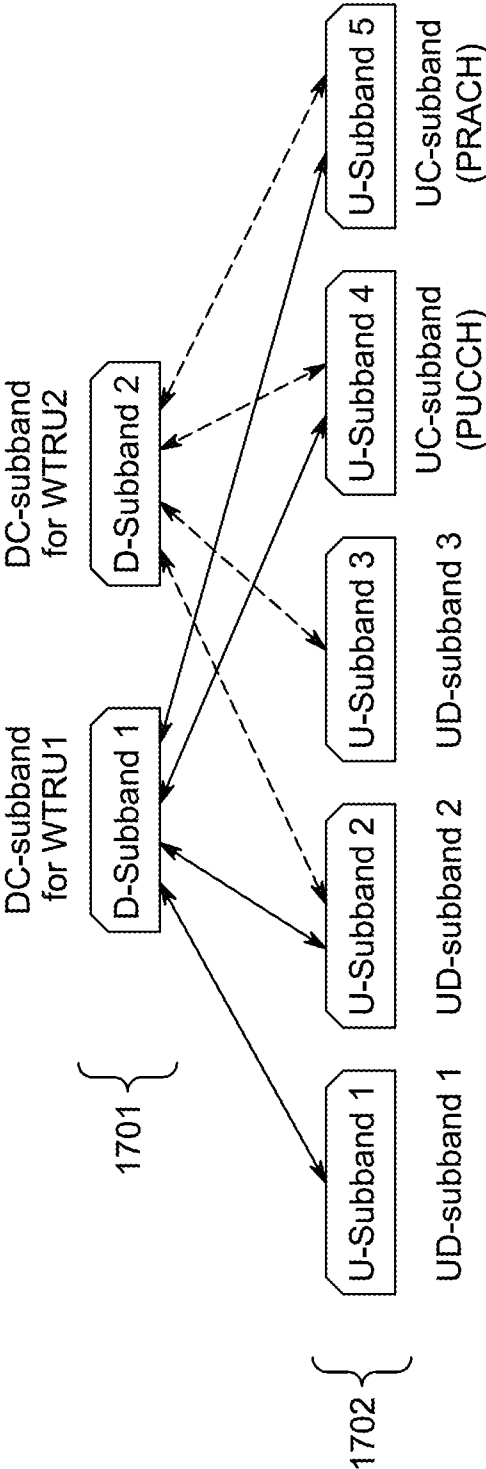 DC-subband
for WTRU1
DC-subband
for WTRU2
1701
D-Subband 1
D-Subband 2
1702
U-Subband 1
U-Subband 2
U-Subband 3
U-Subband 4
U-Subband 5
UD-subband 1
UD-subband 2
UD-subband 3
UC-subband
(PUCCH)
UC-subband
(PRACH)